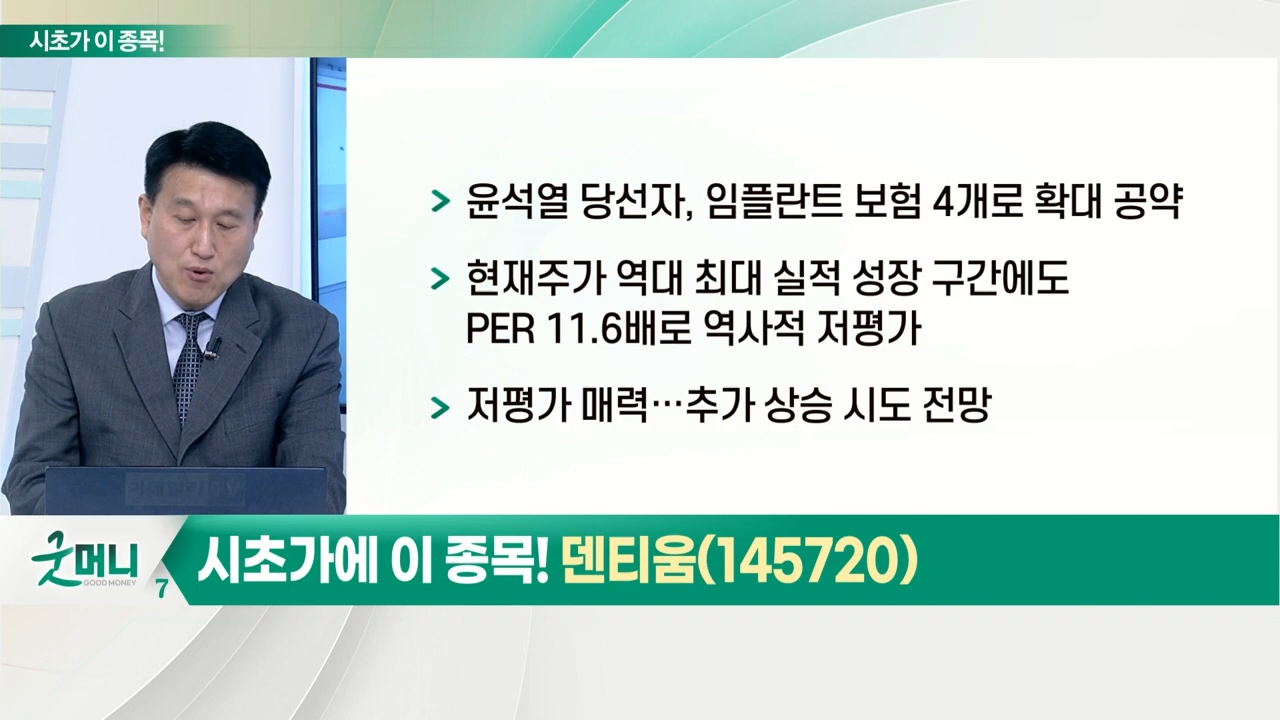 시초가 이 종목!
> 윤석열 당선자, 임플란트 보험 4개로 확대 공약
> 현재주가 역대 최대 실적 성장 구간에도
PER 11.6배로 역사적 저평가
> 저평가 매력…추가 상승 시도 전망
굿머니
GOOD MONEY
7
시초가에 이 종목! 덴티움(145720)